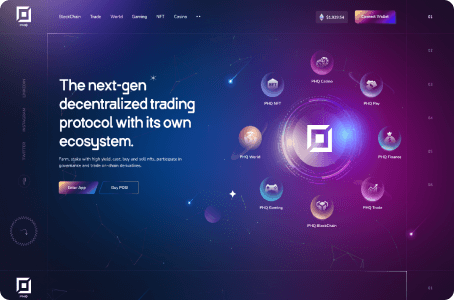 BlockChain Trade World Gaming NFT Casino
$1,929.54
Connect Wallet
01
The next-gen
decentralized trading
protocol with its own
ecosystem.
Farm, stake with high yield, cast, buy and sell nfts, participate in
governance and trade on-chain derivatives.
Enter App
Buy PDEX
PHQ Casino
PHQ NFT
PHQ Pay
PHQ World
PHQ Finance
PHQ Gaming
PHQ Trade
PHQ BlockChain